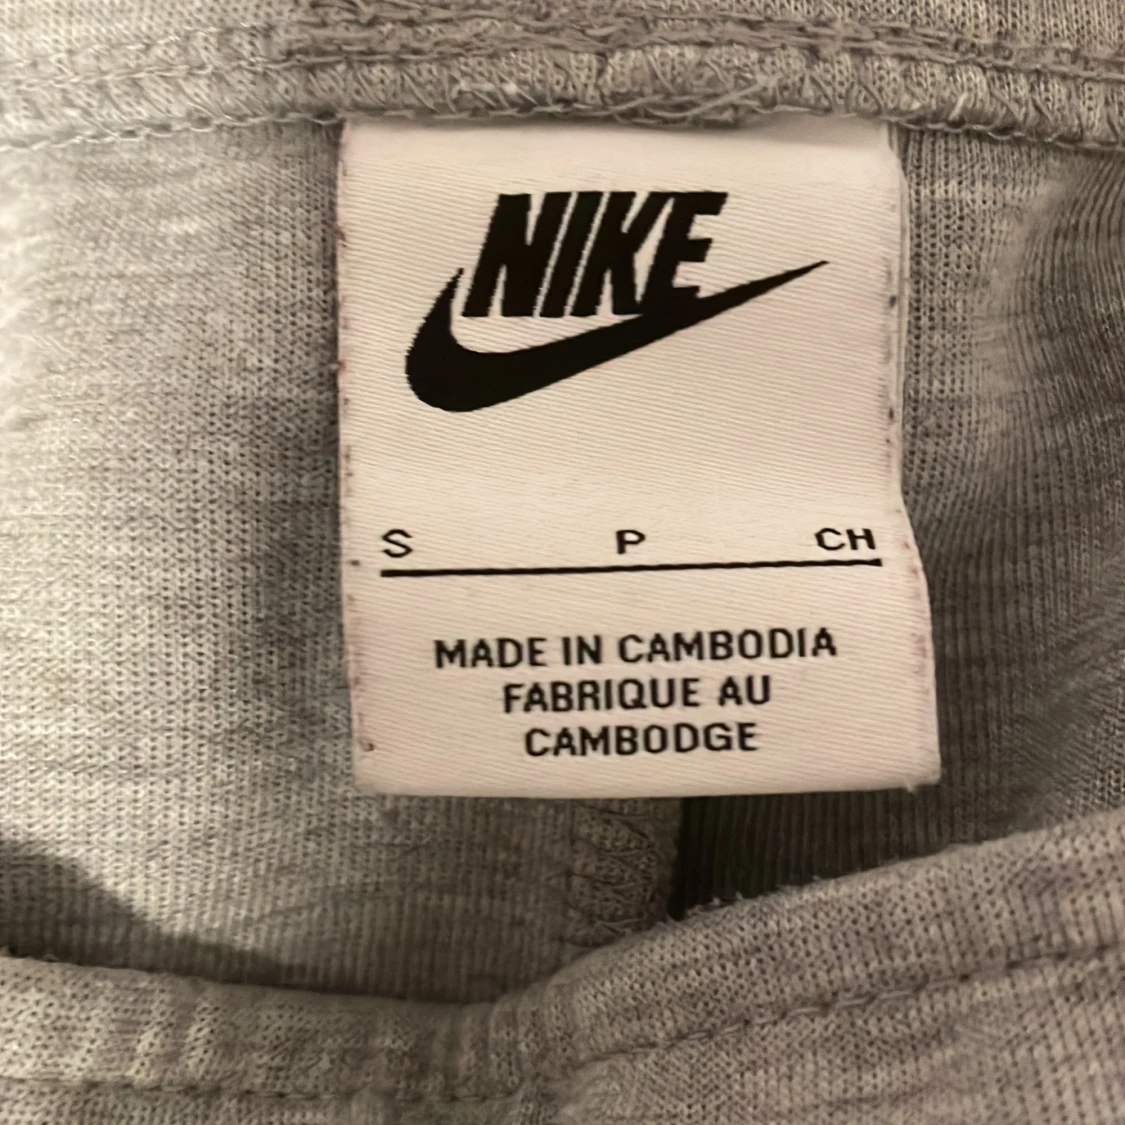 NIKE
S P CH
MADE IN CAMBODIA
FABRIQUE AU
CAMBODGE